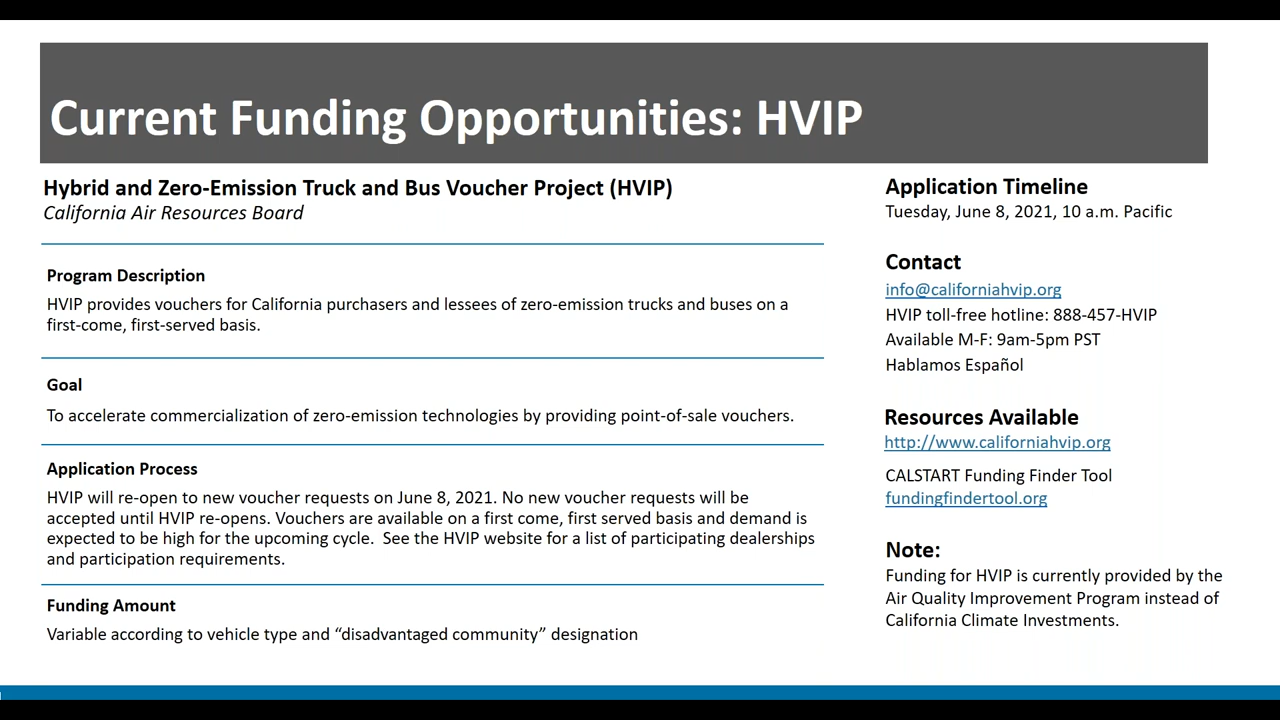 Current Funding Opportunities: HVIP
Hybrid and Zero-Emission Truck and Bus Voucher Project (HVIP)
California Air Resources Board
Program Description
HVIP provides vouchers for California purchasers and lessees of zero-emission trucks and buses on a
first-come, first-served basis.
Goal
To accelerate commercialization of zero-emission technologies by providing point-of-sale vouchers.
Application Process
HVIP will re-open to new voucher requests on June 8, 2021. No new voucher requests will be
accepted until HVIP re-opens. Vouchers are available on a first come, first served basis and demand is
expected to be high for the upcoming cycle.  See the HVIP website for a list of participating dealerships
and participation requirements.
Funding Amount
Variable according to vehicle type and “disadvantaged community” designation
Application Timeline
Tuesday, June 8, 2021, 10 a.m. Pacific
Contact
info@californiahvip.org
HVIP toll-free hotline: 888-457-HVIP
Available M-F: 9am-5pm PST
Hablamos Español
Resources Available
http://www.californiahvip.org
CALSTART Funding Finder Tool
fundingfindertool.org
Note:
Funding for HVIP is currently provided by the
Air Quality Improvement Program instead of
California Climate Investments.